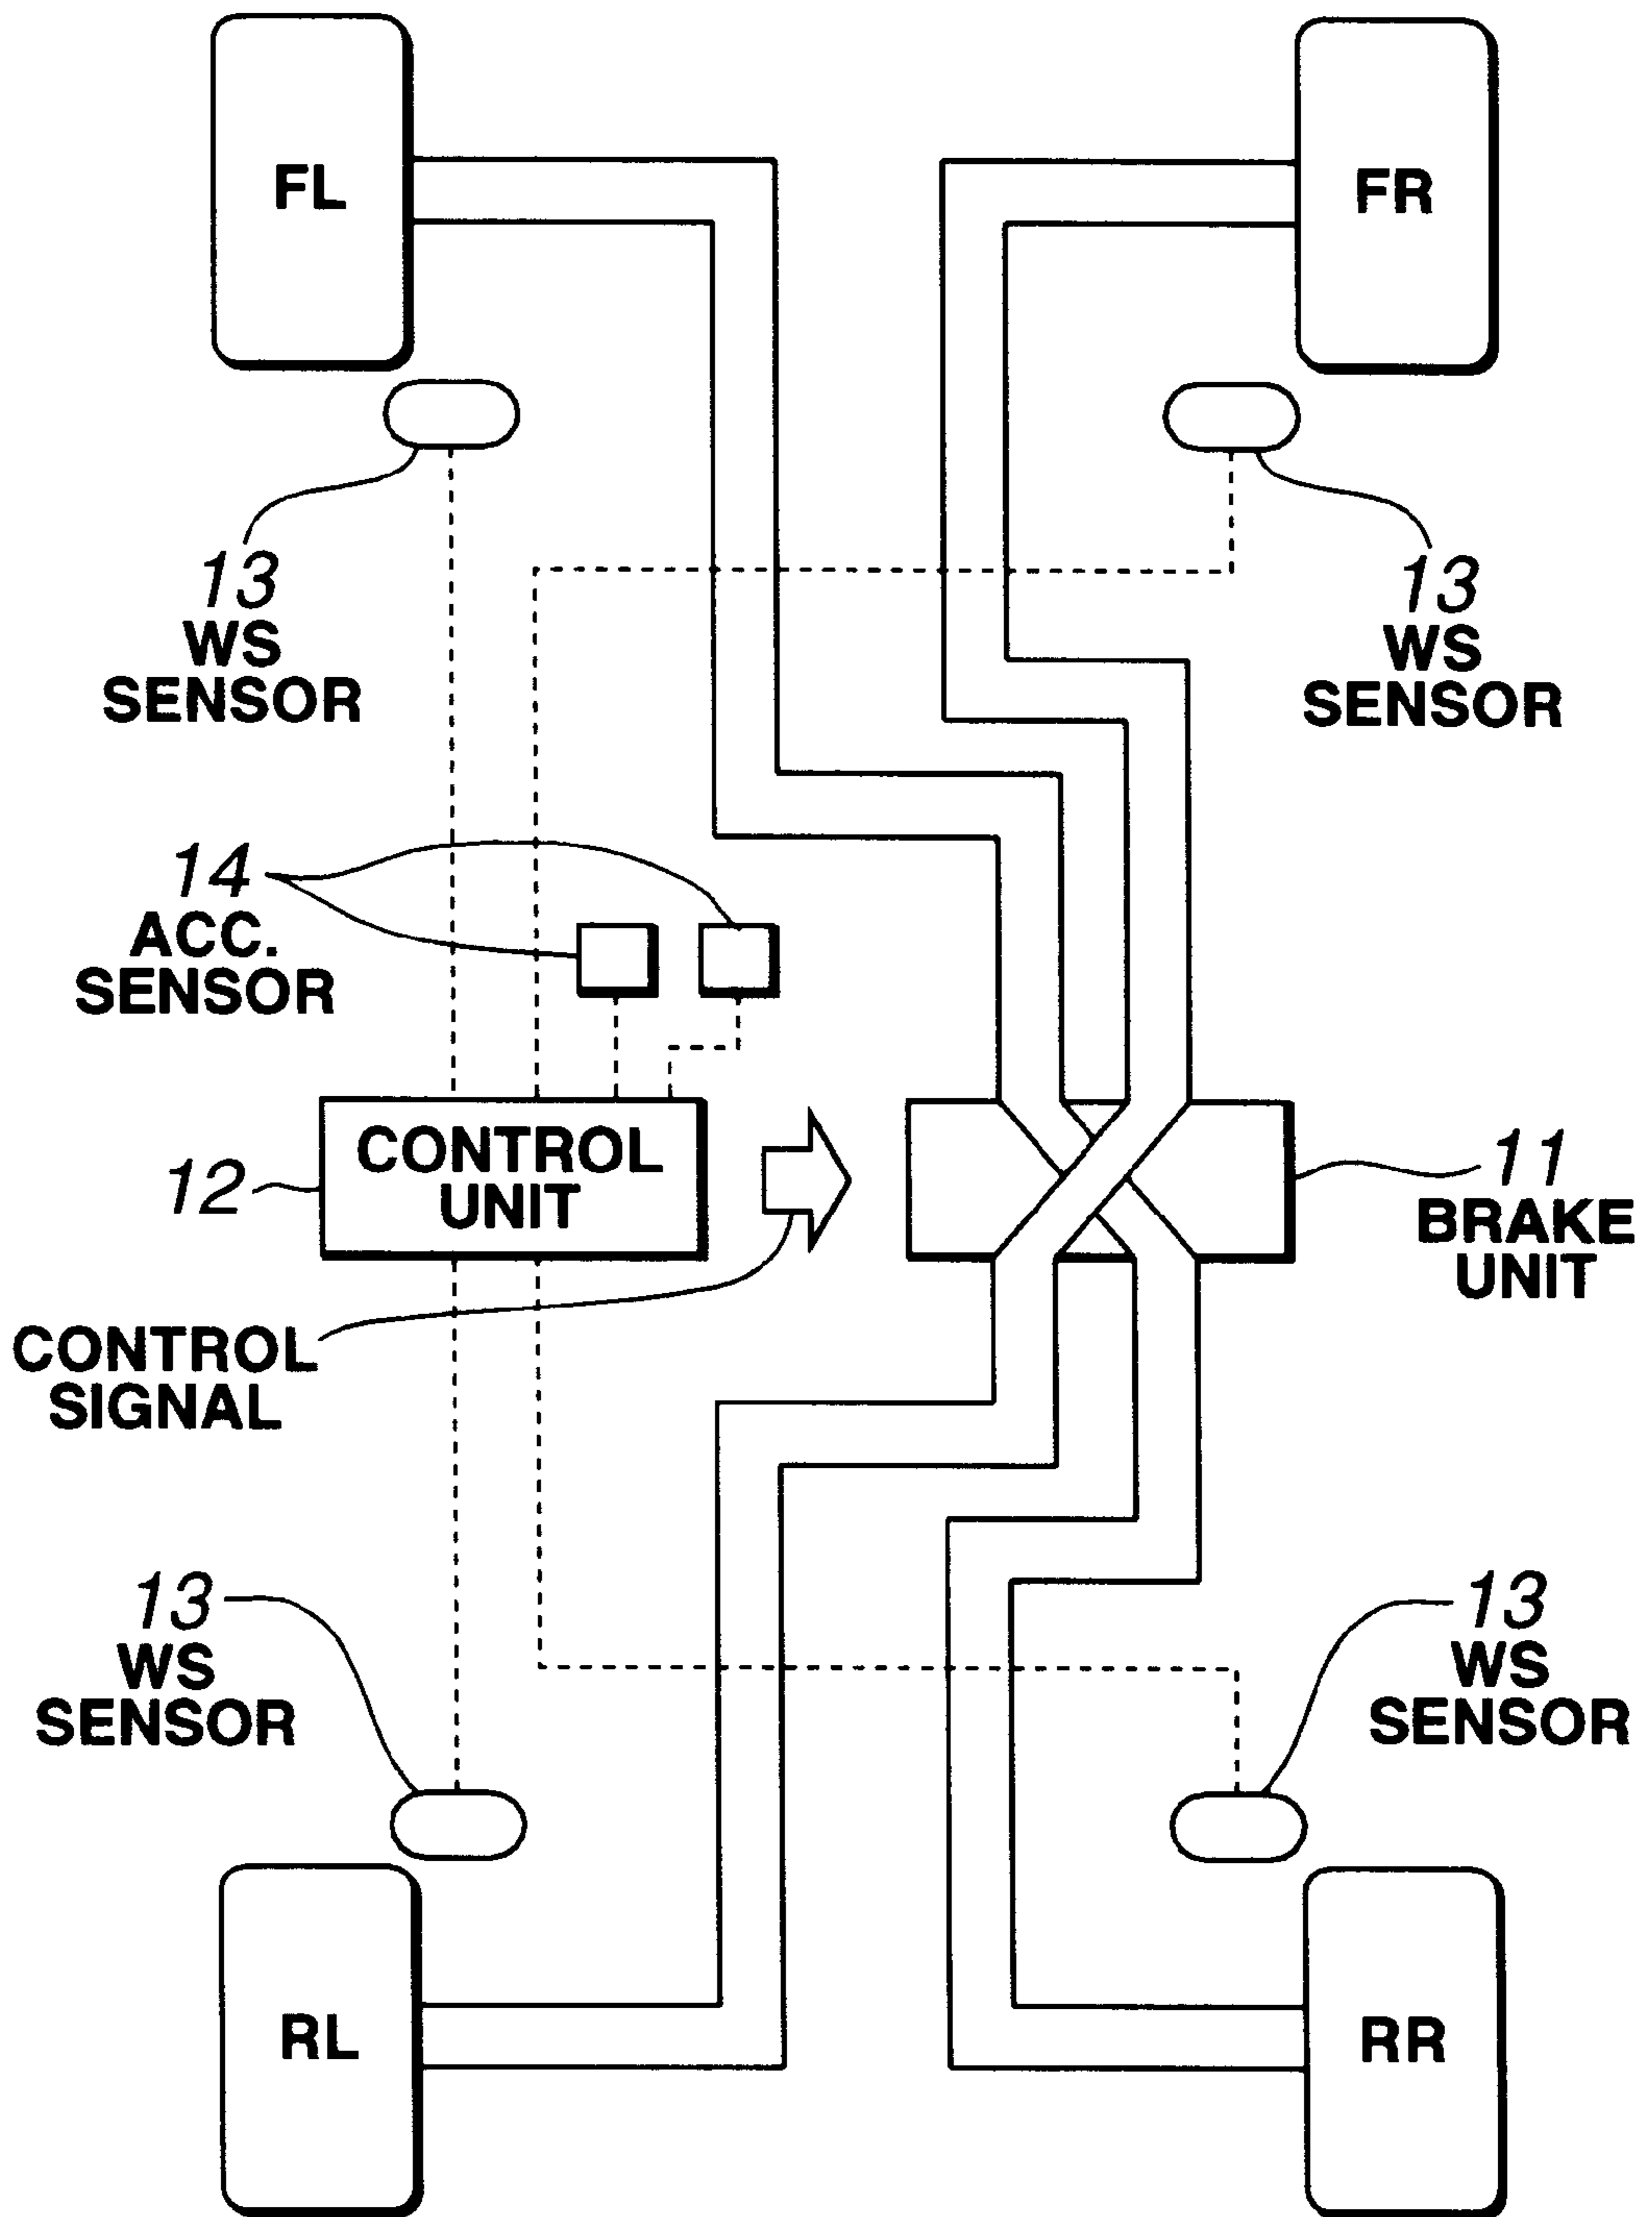 FL
FR
13
WS
SENSOR
13
WS
SENSOR
14
ACC.
SENSOR
12
CONTROL
UNIT
11
BRAKE
UNIT
CONTROL
SIGNAL
13
WS
SENSOR
13
WS
SENSOR
RL
RR